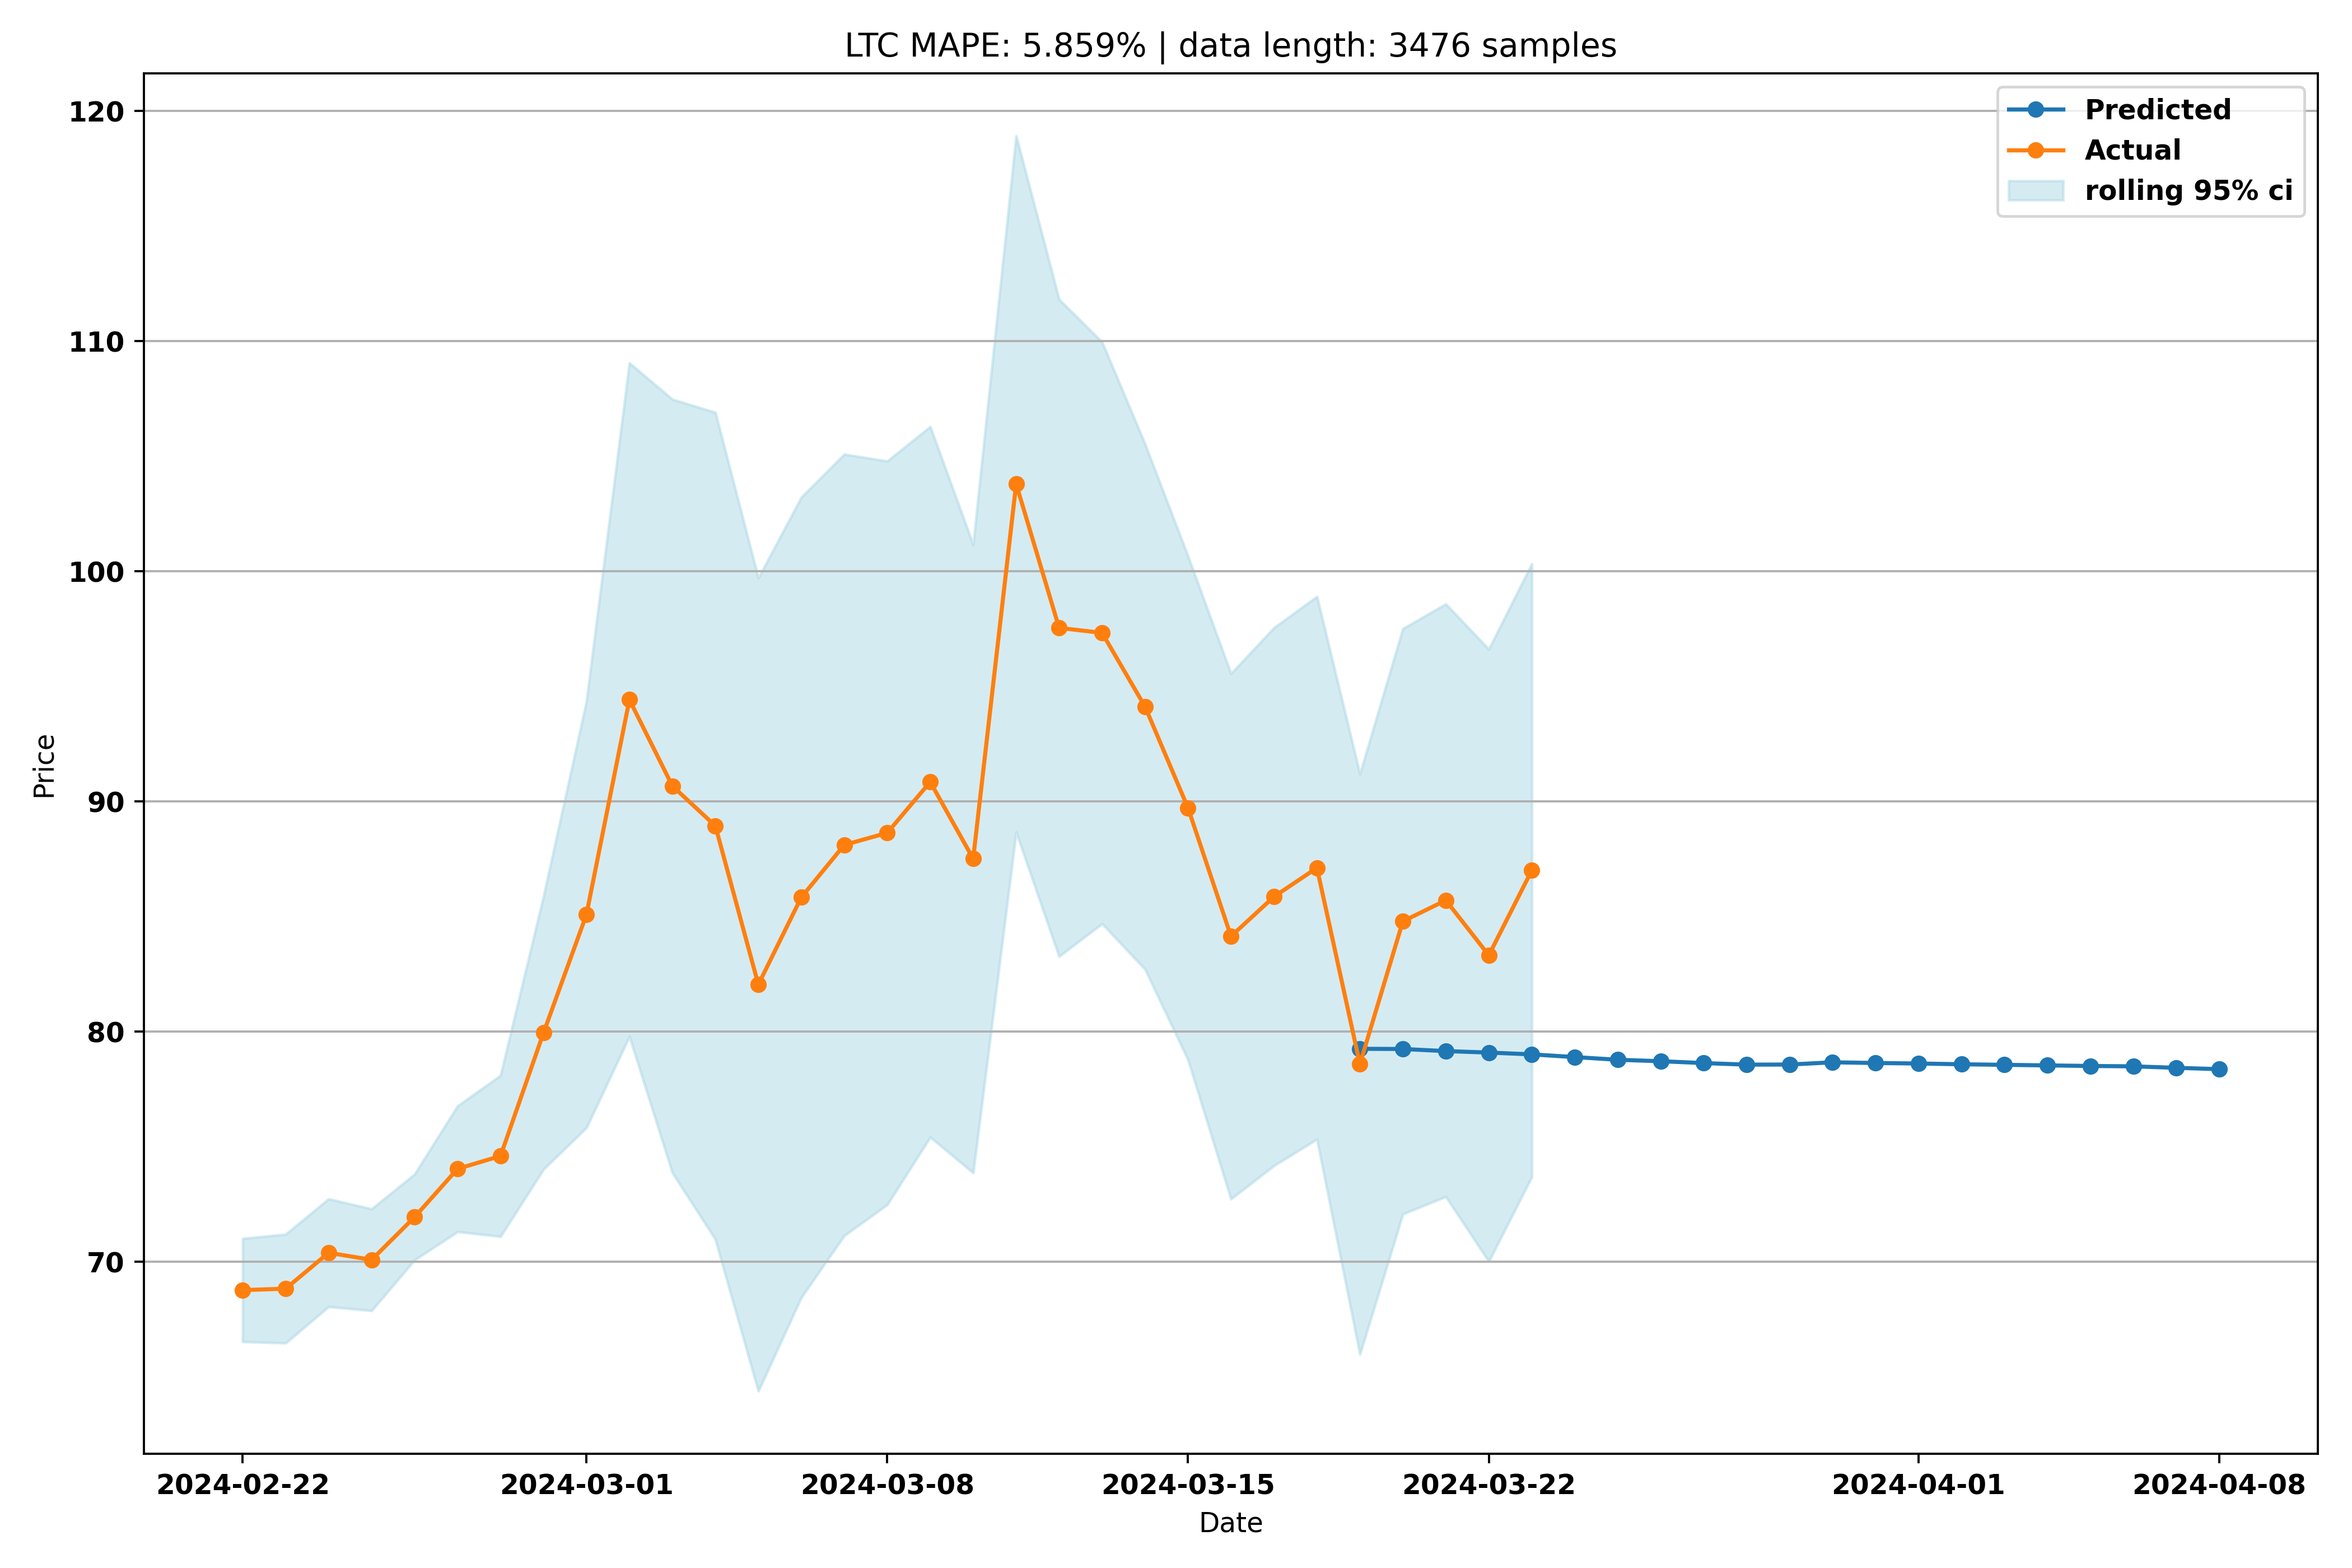 LTC MAPE: 5.859% | data length: 3476 samples
Predicted
Actual
rolling 95% ci
120
110
100
90
80
70
Price
2024-02-22
2024-03-01
2024-03-08
2024-03-15
2024-03-22
2024-04-01
2024-04-08
Date